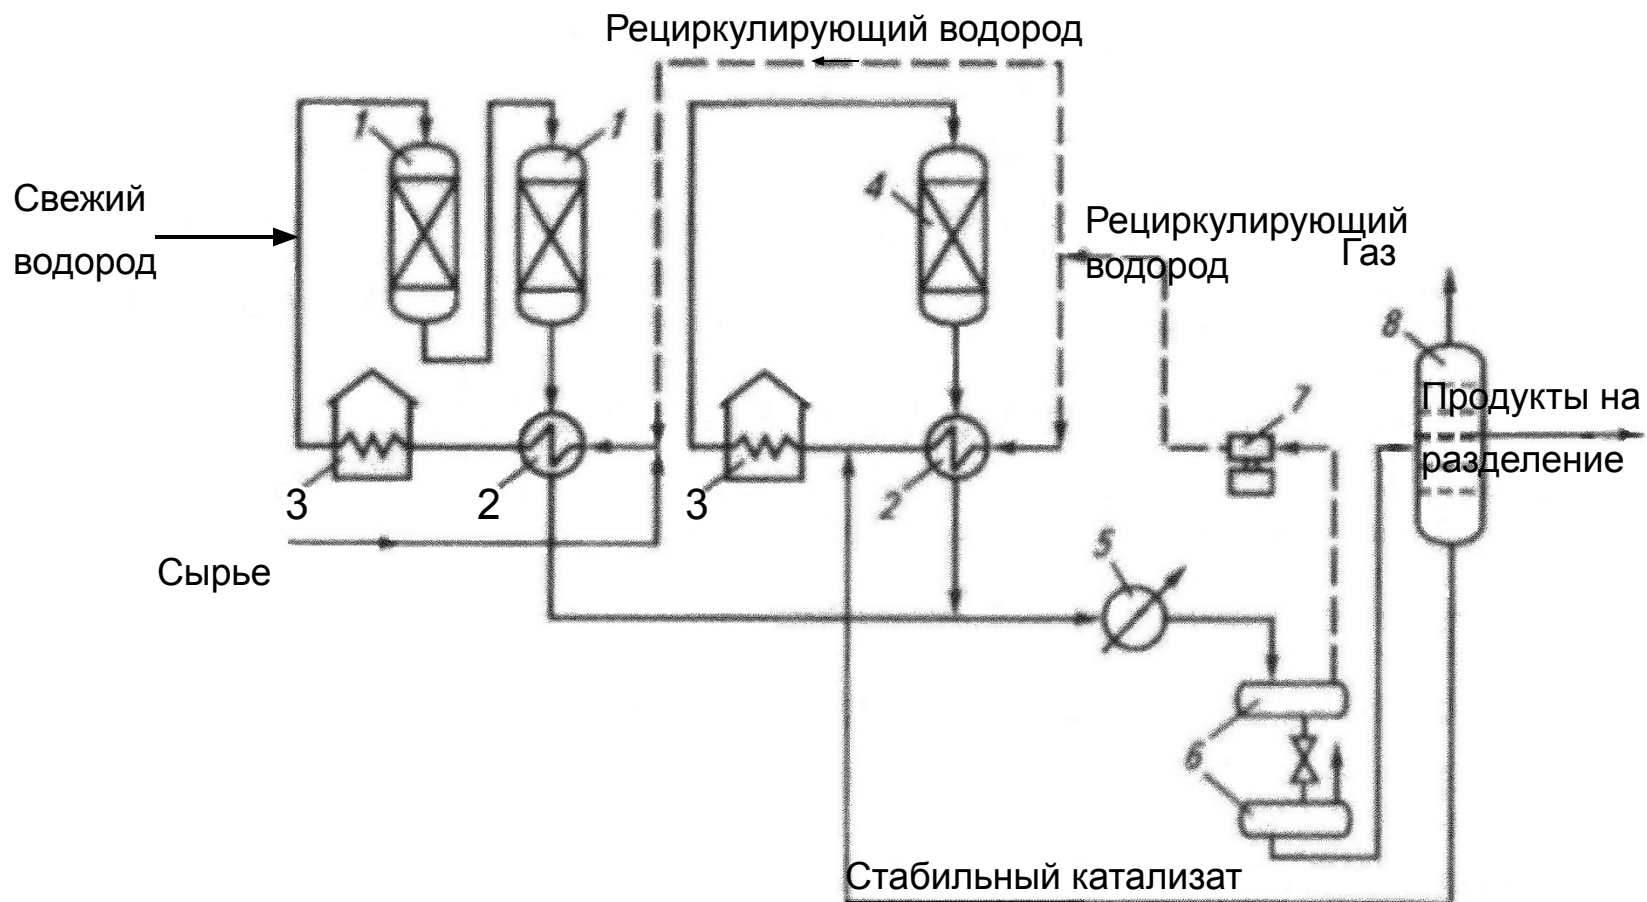 Рециркулирующий водород
1
1
Свежий
водород
4
Рециркулирующий
водород
Газ
8
Продукты на
разделение
7
3
2
3
2
Сырье
5
6
Стабильный катализат